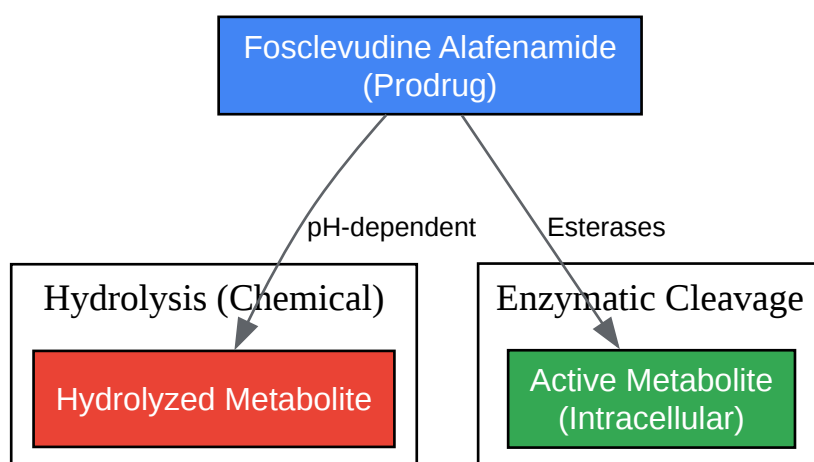 Fosclevudine Alafenamide
(Prodrug)
pH-dependent
Esterases
Hydrolysis (Chemical)
Enzymatic Cleavage
Hydrolyzed Metabolite
Active Metabolite
(Intracellular)